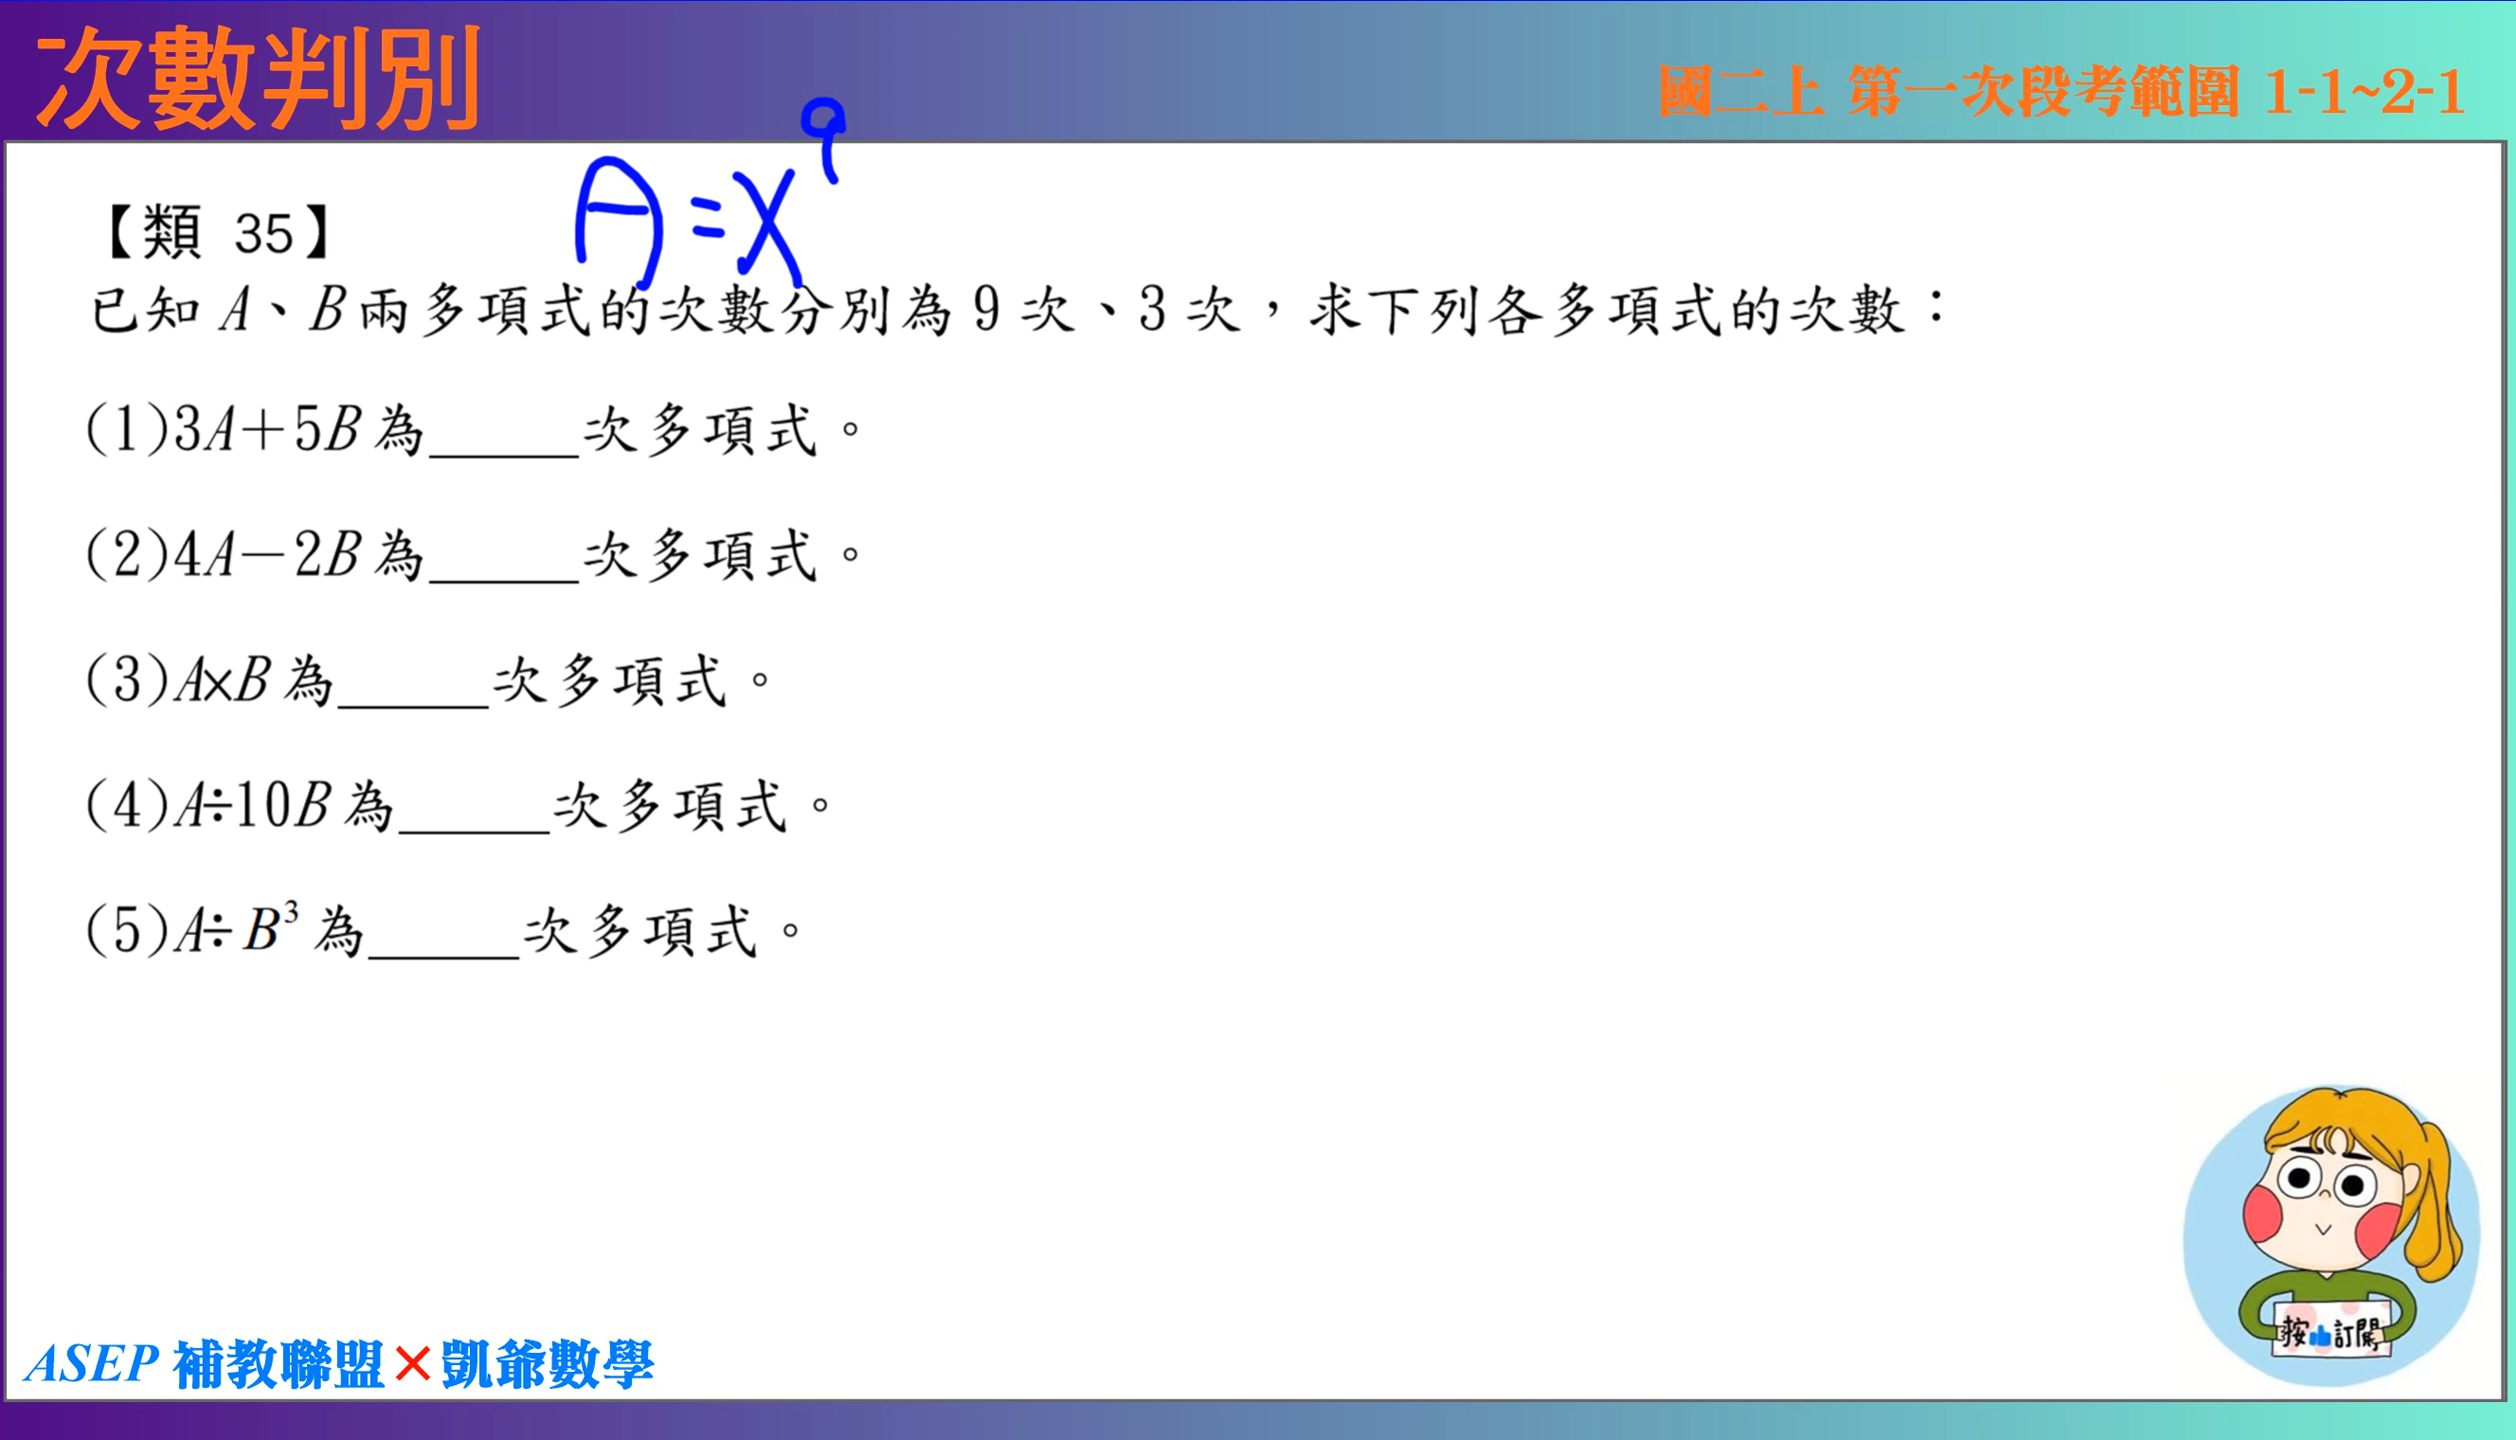 次數判別
國二上 第一次段考範圍 1-1~2-1
A=x⁹
【類 35】
已知 A、B 兩多項式的次數分別為 9 次、3 次，求下列各多項式的次數：
(1)3A+5B 為_____次多項式。
(2)4A－2B 為_____次多項式。
(3)A×B 為_____次多項式。
(4)A÷10B 為_____次多項式。
(5)A÷B³ 為_____次多項式。
按👍訂閱
ASEP 補教聯盟×凱爺數學